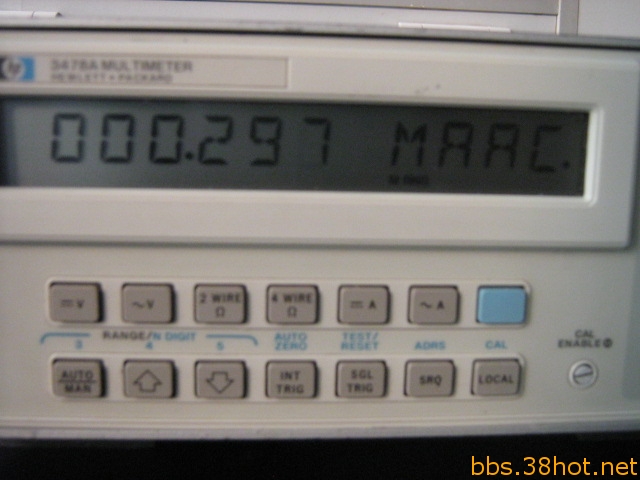 hp 3478A MULTIMETER
HEWLETT • PACKARD
000.297 MAAC.
⎓ V ~ V 2 WIRE Ω 4 WIRE Ω ⎓ A ~ A
RANGE/N DIGIT
3 4 5 AUTO ZERO TEST/RESET ADRS CAL
CAL ENABLE
AUTO/MAN INT TRIG SGL TRIG SRQ LOCAL
bbs.38hot.net